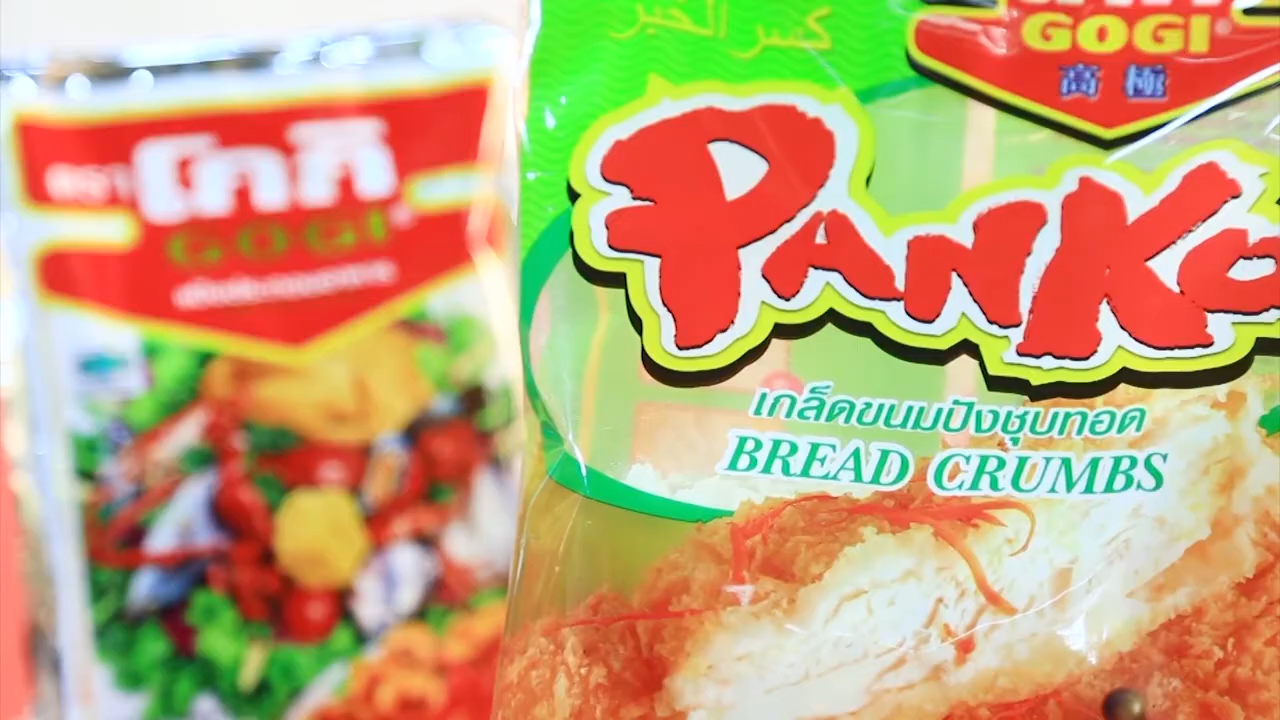 ตรา โกกิ
GOGI
كسر الخبز
GOGI®
高極
PANKO
เกล็ดขนมปังชุบทอด
BREAD CRUMBS